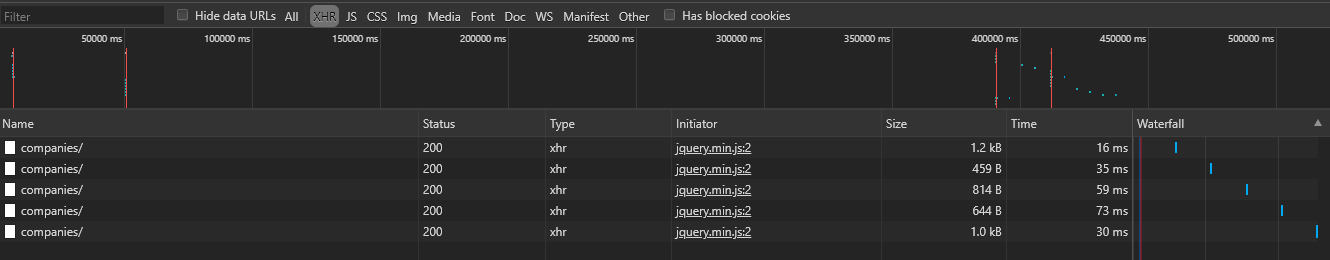 Filter Hide data URLs All XHR JS CSS Img Media Font Doc WS Manifest Other Has blocked cookies
50000 ms 100000 ms 150000 ms 200000 ms 250000 ms 300000 ms 350000 ms 400000 ms 450000 ms 500000 ms
Name Status Type Initiator Size Time Waterfall
companies/ 200 xhr jquery.min.js:2 1.2 kB 16 ms
companies/ 200 xhr jquery.min.js:2 459 B 35 ms
companies/ 200 xhr jquery.min.js:2 814 B 59 ms
companies/ 200 xhr jquery.min.js:2 644 B 73 ms
companies/ 200 xhr jquery.min.js:2 1.0 kB 30 ms